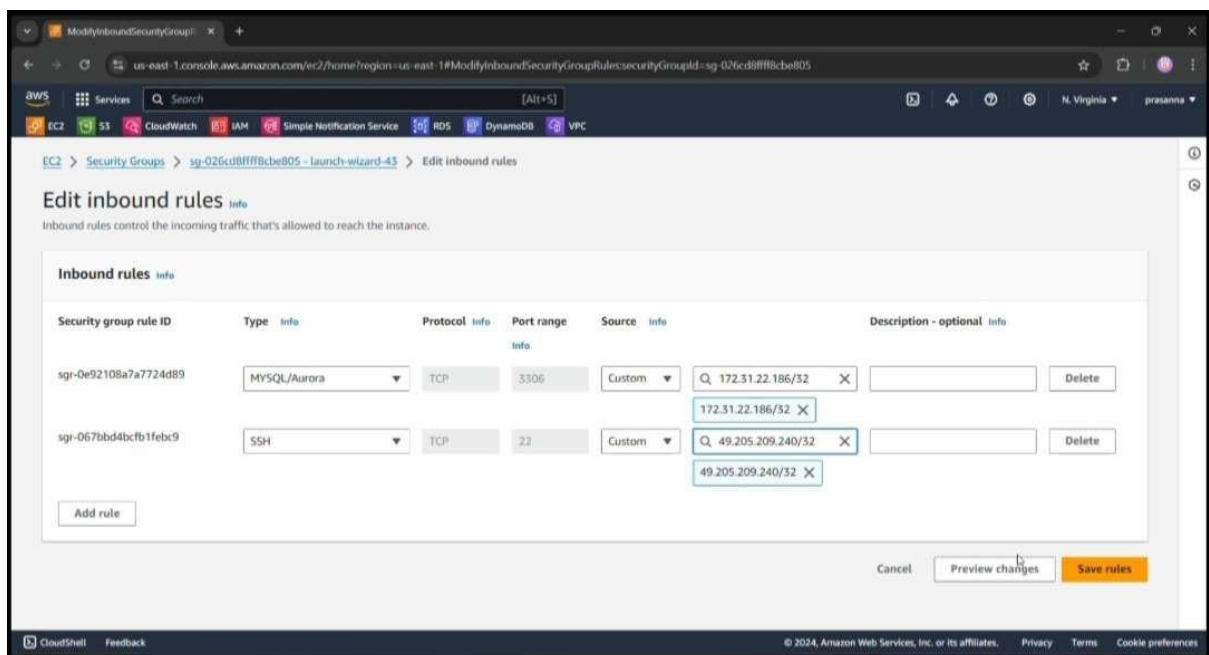 ModifyInboundSecurityGroupR
us-east-1.console.aws.amazon.com/ec2/home?region=us-east-1#ModifyInboundSecurityGroupRules:securityGroupId=sg-026cd8ffff8cbe805
aws Services Search [Alt+S] N. Virginia prasanna
EC2 S3 CloudWatch IAM Simple Notification Service RDS DynamoDB VPC
EC2 > Security Groups > sg-026cd8ffff8cbe805 - launch-wizard-43 > Edit inbound rules
Edit inbound rules Info
Inbound rules control the incoming traffic that's allowed to reach the instance.
Inbound rules Info
Security group rule ID Type Info Protocol Info Port range Source Info Description - optional Info
Info
sgr-0e92108a7a7724d89 MYSQL/Aurora TCP 3306 Custom 172.31.22.186/32 Delete
172.31.22.186/32
sgr-067bbd4bcfb1febc9 SSH TCP 22 Custom 49.205.209.240/32 Delete
49.205.209.240/32
Add rule
Cancel Preview changes Save rules
CloudShell Feedback © 2024, Amazon Web Services, Inc. or its affiliates. Privacy Terms Cookie preferences